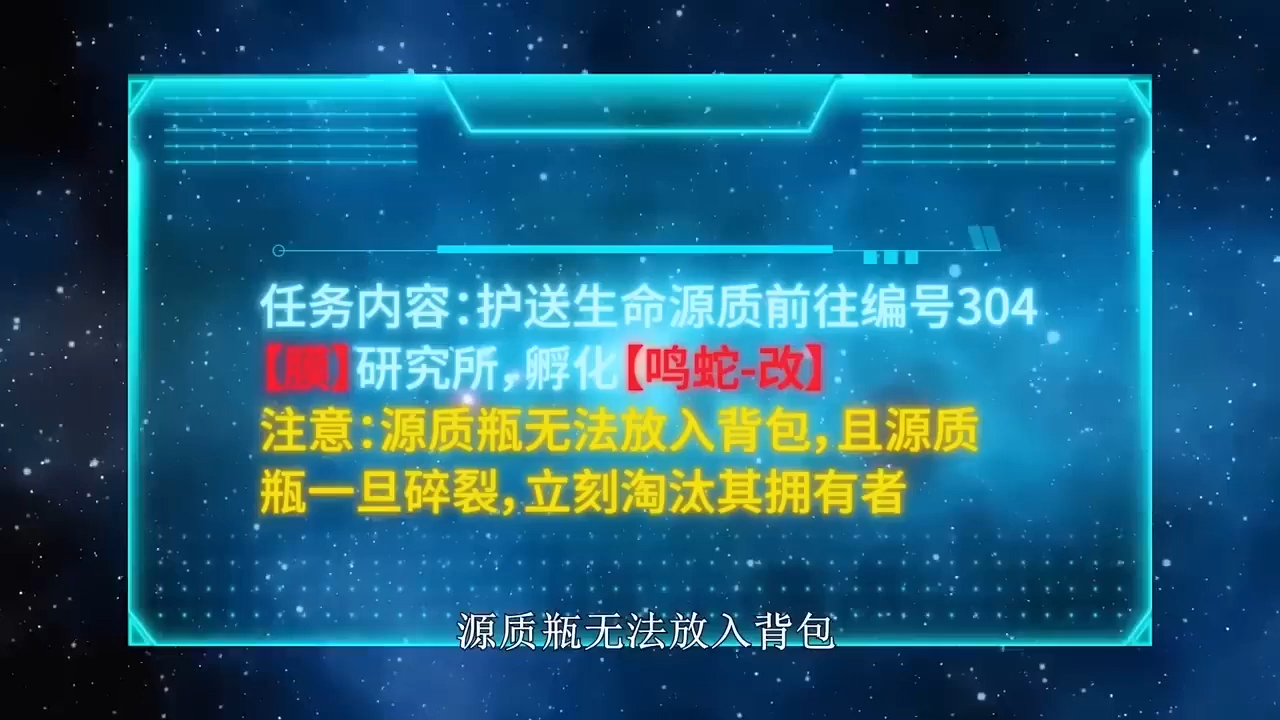 任务内容：护送生命源质前往编号304
【膜】研究所，孵化【鸣蛇-改】
注意：源质瓶无法放入背包，且源质
瓶一旦碎裂，立刻淘汰其拥有者
源质瓶无法放入背包